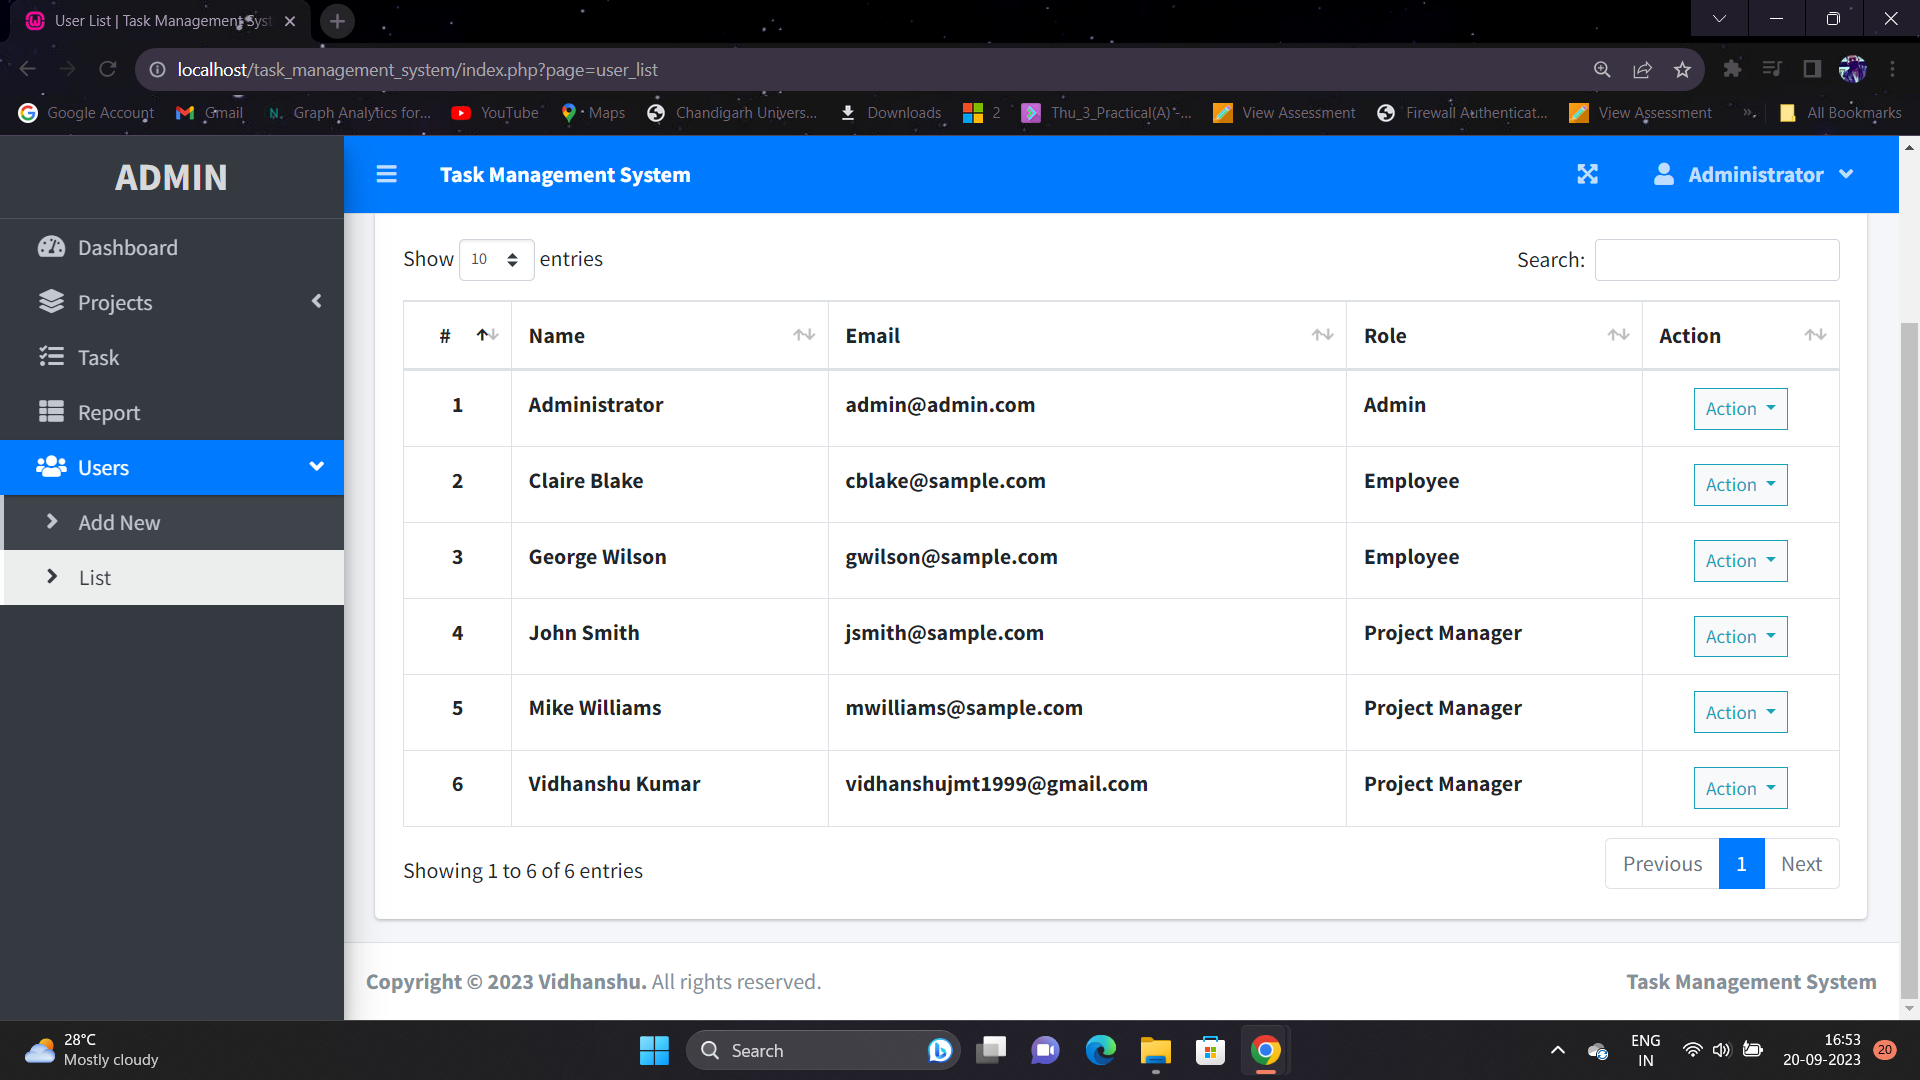 User List | Task Management Syst
localhost/task_management_system/index.php?page=user_list
Google Account Gmail Graph Analytics for... YouTube Maps Chandigarh Univers... Downloads 2 Thu_3_Practical(A) -... View Assessment Firewall Authenticat... View Assessment » All Bookmarks
ADMIN
Task Management System
Administrator
Dashboard
Projects
Task
Report
Users
Add New
List
Show 10 entries
Search:
# Name Email Role Action
1 Administrator admin@admin.com Admin Action
2 Claire Blake cblake@sample.com Employee Action
3 George Wilson gwilson@sample.com Employee Action
4 John Smith jsmith@sample.com Project Manager Action
5 Mike Williams mwilliams@sample.com Project Manager Action
6 Vidhanshu Kumar vidhanshujmt1999@gmail.com Project Manager Action
Showing 1 to 6 of 6 entries
Previous 1 Next
Copyright © 2023 Vidhanshu. All rights reserved.
Task Management System
28°C
Mostly cloudy
Search
ENG
IN
16:53
20-09-2023
20